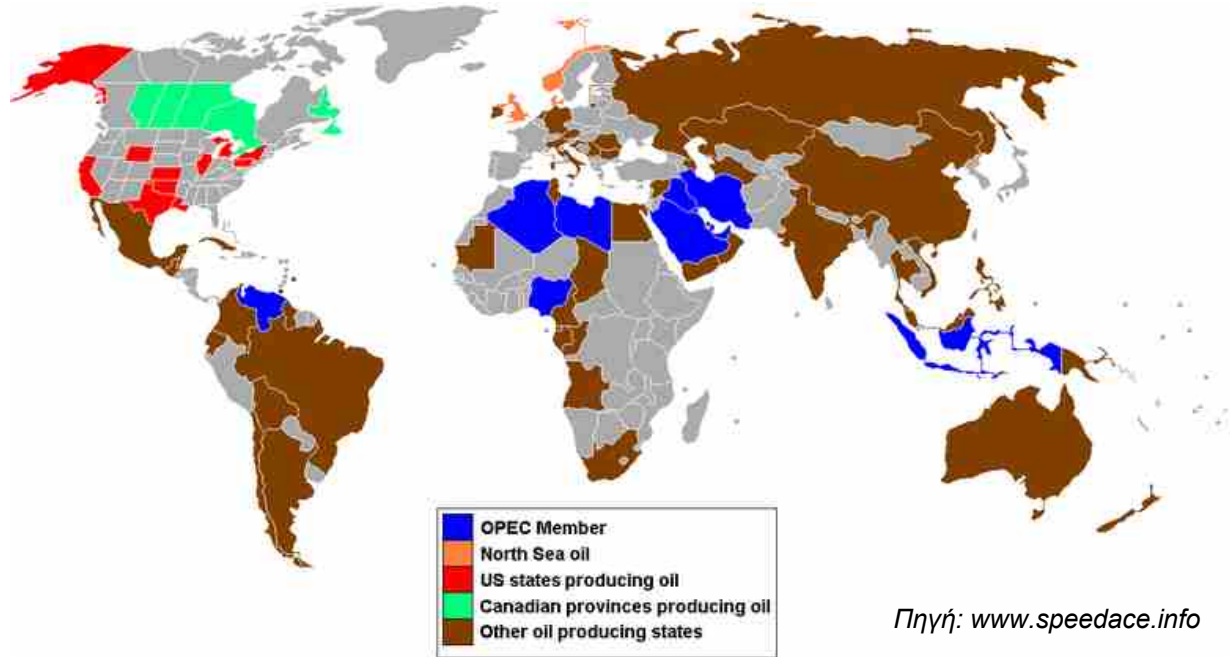 OPEC Member
North Sea oil
US states producing oil
Canadian provinces producing oil
Other oil producing states
Πηγή: www.speedace.info